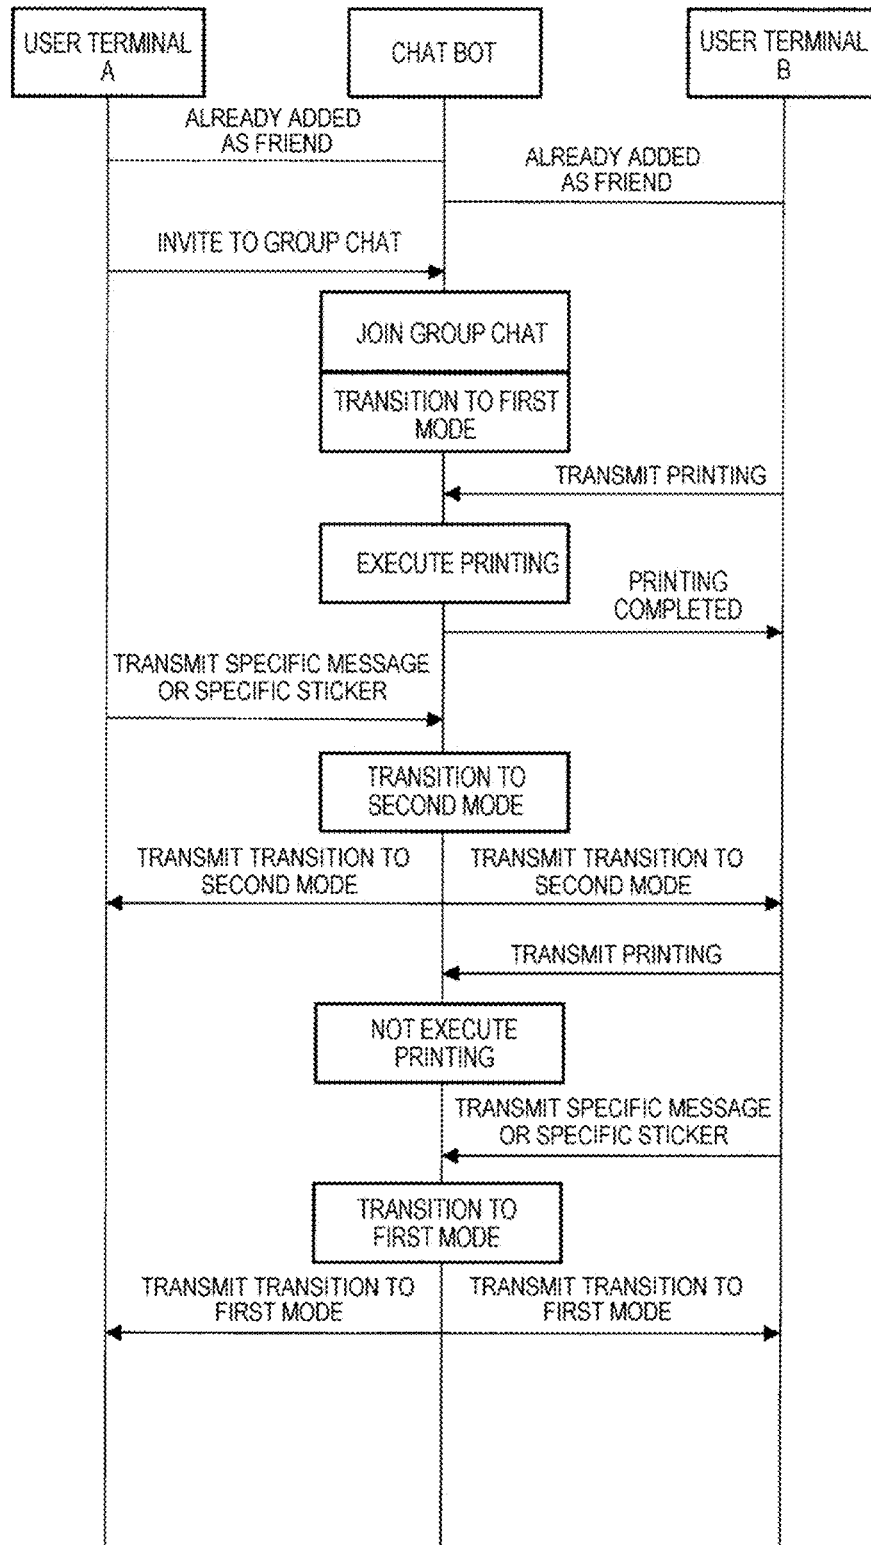 USER TERMINAL
A
CHAT BOT
USER TERMINAL
B
ALREADY ADDED
AS FRIEND
ALREADY ADDED
AS FRIEND
INVITE TO GROUP CHAT
JOIN GROUP CHAT
TRANSITION TO FIRST
MODE
TRANSMIT PRINTING
EXECUTE PRINTING
PRINTING
COMPLETED
TRANSMIT SPECIFIC MESSAGE
OR SPECIFIC STICKER
TRANSITION TO
SECOND MODE
TRANSMIT TRANSITION TO
SECOND MODE
TRANSMIT TRANSITION TO
SECOND MODE
TRANSMIT PRINTING
NOT EXECUTE
PRINTING
TRANSMIT SPECIFIC MESSAGE
OR SPECIFIC STICKER
TRANSITION TO
FIRST MODE
TRANSMIT TRANSITION TO
FIRST MODE
TRANSMIT TRANSITION TO
FIRST MODE